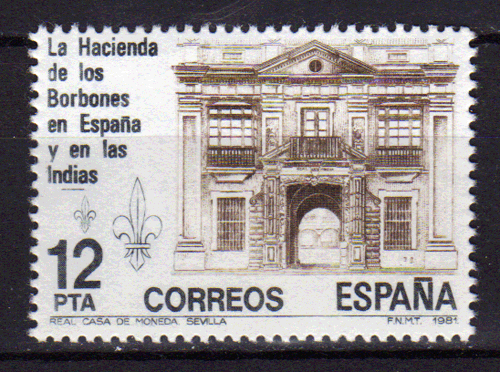 La Hacienda
de los
Borbones
en España
y en las
Indias
12
PTA
CORREOS ESPAÑA
REAL CASA DE MONEDA. SEVILLA F.N.M.T. 1981